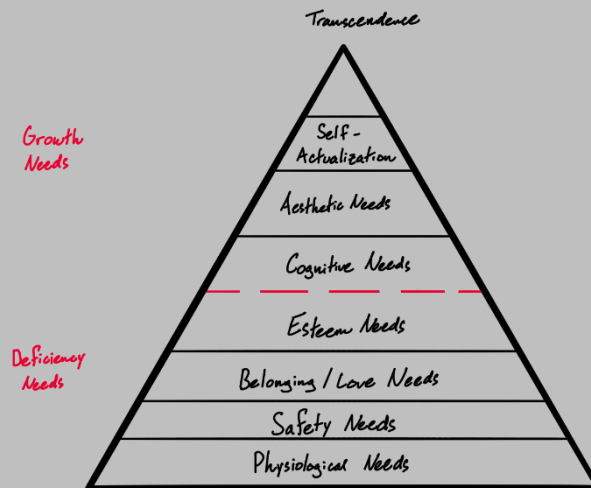 Transcendence
Growth
Needs
Self-
Actualization
Aesthetic Needs
Cognitive Needs
Esteem Needs
Deficiency
Needs
Belonging / Love Needs
Safety Needs
Physiological Needs